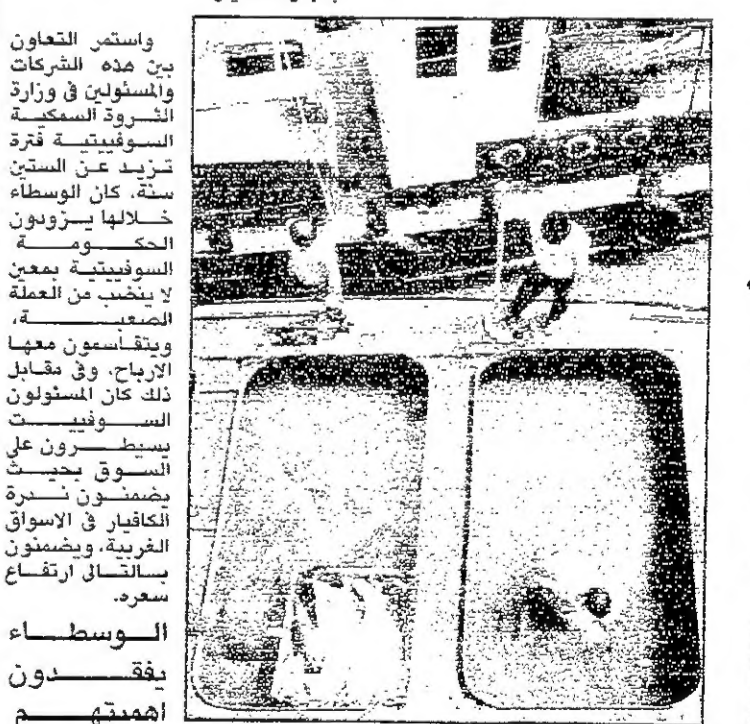 واستمر التعاون
بين هذه الشركات
والمسئولين في وزارة
الثروة السمكية
السوفييتية فترة
تزيد عن الستين
سنة، كان الوسطاء
خلالها يزودون
الحكومة
السوفييتية بمعين
لا ينضب من العملة
الصعبة،
ويتقاسمون معها
الارباح، وفي مقابل
ذلك كان المسئولون
السوفييت
يسيطرون على
السوق بحيث
يضمنون ندرة
الكافيار في الاسواق
الغربية، ويضمنون
بالتالى ارتفاع
سعره.
الوسطاء
يفقدون
اهميتهم